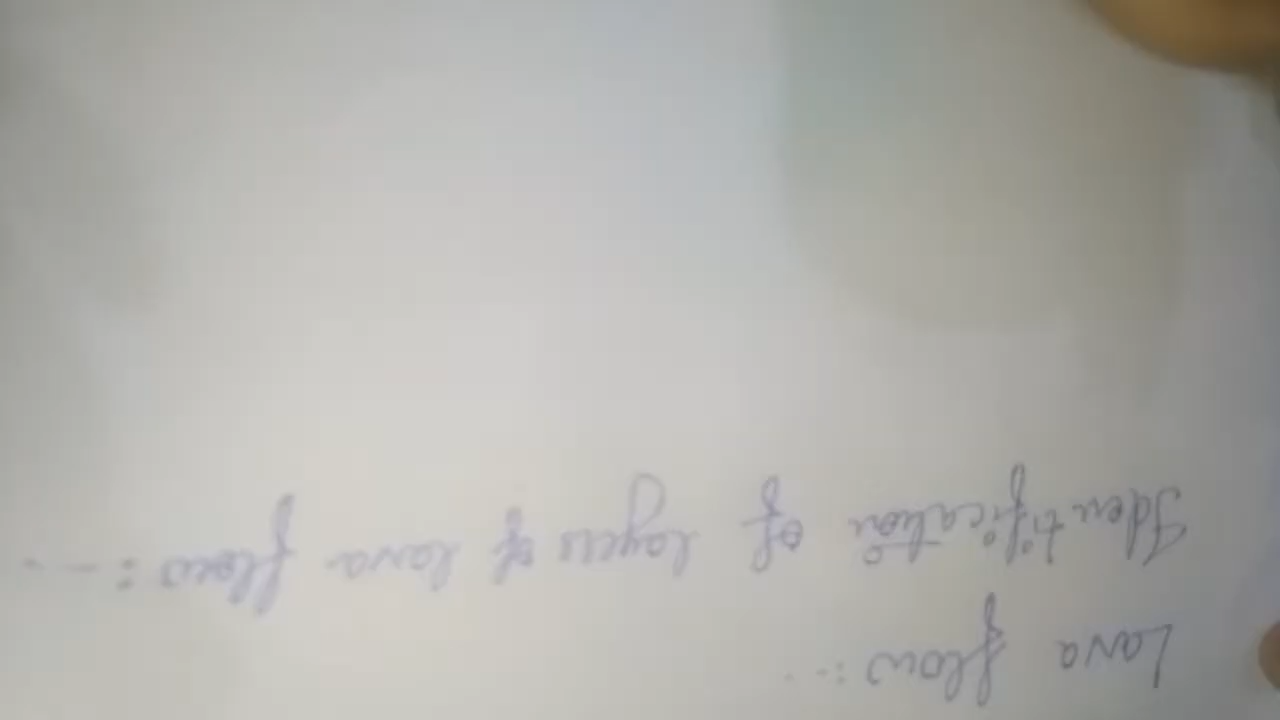 Lava flow :-
Identification of layers of lava flow :-